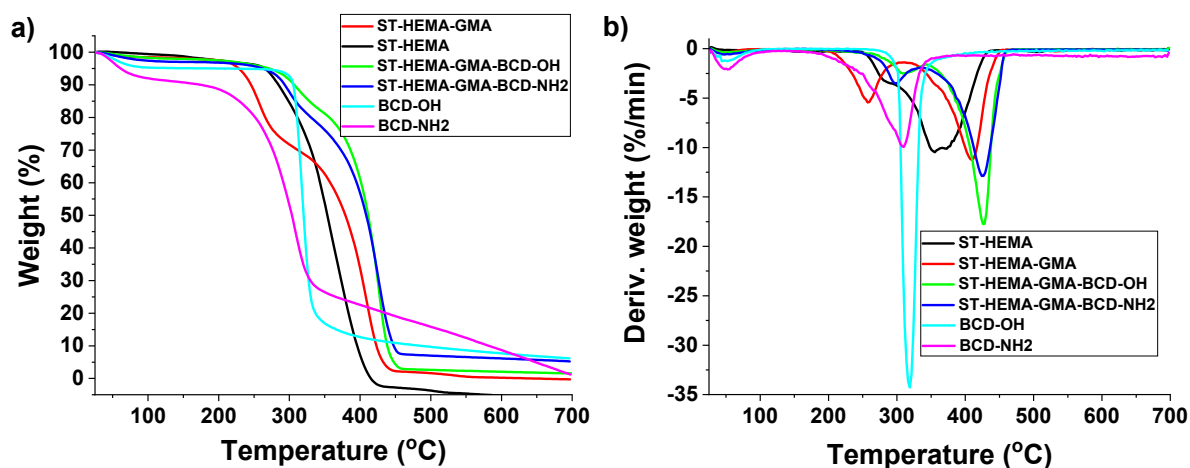 a)
Weight (%)
100
90
80
70
60
50
40
30
20
10
0
ST-HEMA-GMA
ST-HEMA
ST-HEMA-GMA-BCD-OH
ST-HEMA-GMA-BCD-NH2
BCD-OH
BCD-NH2
100 200 300 400 500 600 700
Temperature (°C)
b)
Deriv. weight (%/min)
0
-5
-10
-15
-20
-25
-30
-35
ST-HEMA
ST-HEMA-GMA
ST-HEMA-GMA-BCD-OH
ST-HEMA-GMA-BCD-NH2
BCD-OH
BCD-NH2
100 200 300 400 500 600 700
Temperature (°C)